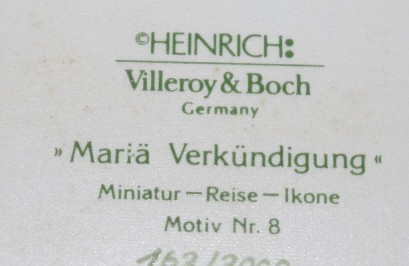 ©HEINRICH:
Villeroy & Boch
Germany
»Mariä Verkündigung«
Miniatur – Reise – Ikone
Motiv Nr. 8